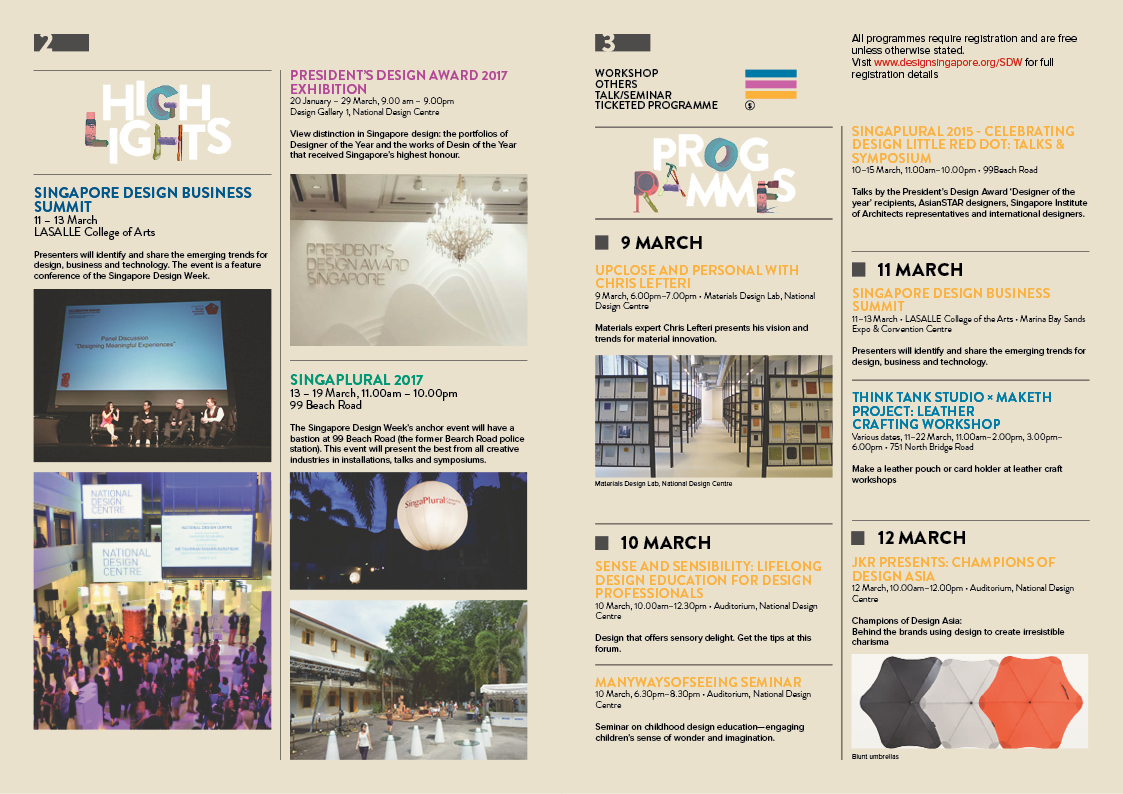 2
HIGH
LIGHTS
SINGAPORE DESIGN BUSINESS
SUMMIT
11 – 13 March
LASALLE College of Arts
Presenters will identify and share the emerging trends for
design, business and technology. The event is a feature
conference of the Singapore Design Week.
Panel Discussion
"Designing Meaningful Experiences"
NATIONAL
DESIGN
CENTRE
NATIONAL
DESIGN
CENTRE
PRESIDENT'S DESIGN AWARD 2017
EXHIBITION
20 January – 29 March, 9.00 am – 9.00pm
Design Gallery 1, National Design Centre
View distinction in Singapore design: the portfolios of
Designer of the Year and the works of Desin of the Year
that received Singapore's highest honour.
PRESIDENT*S
DESIGN AWARD
SINGAPORE
SINGAPLURAL 2017
13 – 19 March, 11.00am – 10.00pm
99 Beach Road
The Singapore Design Week's anchor event will have a
bastion at 99 Beach Road (the former Bearch Road police
station). This event will present the best from all creative
industries in installations, talks and symposiums.
SingaPlural
3
WORKSHOP
OTHERS
TALK/SEMINAR
TICKETED PROGRAMME $
PROG
RAMMES
9 MARCH
UPCLOSE AND PERSONAL WITH
CHRIS LEFTERI
9 March, 6.00pm–7.00pm • Materials Design Lab, National
Design Centre
Materials expert Chris Lefteri presents his vision and
trends for material innovation.
Materials Design Lab, National Design Centre
10 MARCH
SENSE AND SENSIBILITY: LIFELONG
DESIGN EDUCATION FOR DESIGN
PROFESSIONALS
10 March, 10.00am–12.30pm • Auditorium, National Design
Centre
Design that offers sensory delight. Get the tips at this
forum.
MANYWAYSOFSEEING SEMINAR
10 March, 6.30pm–8.30pm • Auditorium, National Design
Centre
Seminar on childhood design education—engaging
children's sense of wonder and imagination.
All programmes require registration and are free
unless otherwise stated.
Visit www.designsingapore.org/SDW for full
registration details
SINGAPLURAL 2015 - CELEBRATING
DESIGN LITTLE RED DOT: TALKS &
SYMPOSIUM
10–15 March, 11.00am–10.00pm • 99Beach Road
Talks by the President's Design Award 'Designer of the
year' recipients, AsianSTAR designers, Singapore Institute
of Architects representatives and international designers.
11 MARCH
SINGAPORE DESIGN BUSINESS
SUMMIT
11–13 March • LASALLE College of the Arts • Marina Bay Sands
Expo & Convention Centre
Presenters will identify and share the emerging trends for
design, business and technology.
THINK TANK STUDIO × MAKETH
PROJECT: LEATHER
CRAFTING WORKSHOP
Various dates, 11–22 March, 11.00am–2.00pm, 3.00pm–
6.00pm • 751 North Bridge Road
Make a leather pouch or card holder at leather craft
workshops
12 MARCH
JKR PRESENTS: CHAMPIONS OF
DESIGN ASIA
12 March, 10.00am–12.00pm • Auditorium, National Design
Centre
Champions of Design Asia:
Behind the brands using design to create irresistible
charisma
Blunt umbrellas